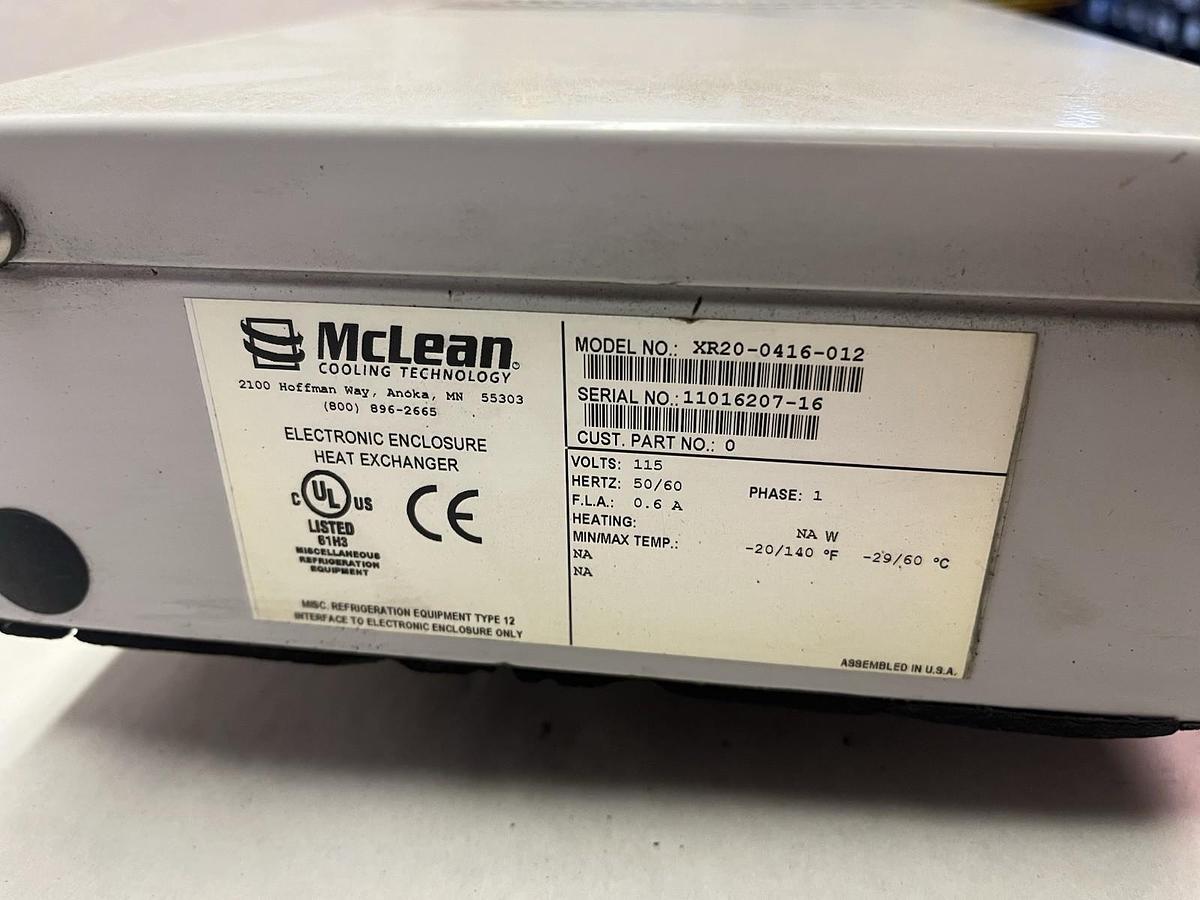 McLean
COOLING TECHNOLOGY
2100 Hoffman Way, Anoka, MN 55303
(800) 896-2665
ELECTRONIC ENCLOSURE
HEAT EXCHANGER
C UL US
LISTED
61H3
MISCELLANEOUS
REFRIGERATION
EQUIPMENT
CE
MISC. REFRIGERATION EQUIPMENT TYPE 12
INTERFACE TO ELECTRONIC ENCLOSURE ONLY
MODEL NO.: XR20-0416-012
SERIAL NO.: 11016207-16
CUST. PART NO.: 0
VOLTS: 115
HERTZ: 50/60 PHASE: 1
F.L.A.: 0.6 A
HEATING: NA W
MIN/MAX TEMP.: -20/140 °F -29/60 °C
NA
NA
ASSEMBLED IN U.S.A.